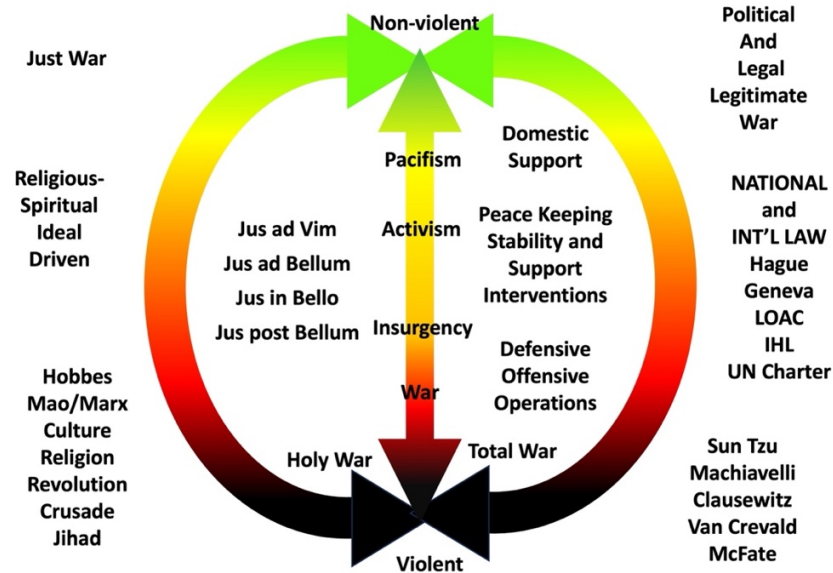 Non-violent
Just War
Religious-
Spiritual
Ideal
Driven
Hobbes
Mao/Marx
Culture
Religion
Revolution
Crusade
Jihad
Jus ad Vim
Jus ad Bellum
Jus in Bello
Jus post Bellum
Holy War
Pacifism
Activism
Insurgency
War
Domestic
Support
Peace Keeping
Stability and
Support
Interventions
Defensive
Offensive
Operations
Total War
Political
And
Legal
Legitimate
War
NATIONAL
and
INT'L LAW
Hague
Geneva
LOAC
IHL
UN Charter
Sun Tzu
Machiavelli
Clausewitz
Van Crevald
McFate
Violent